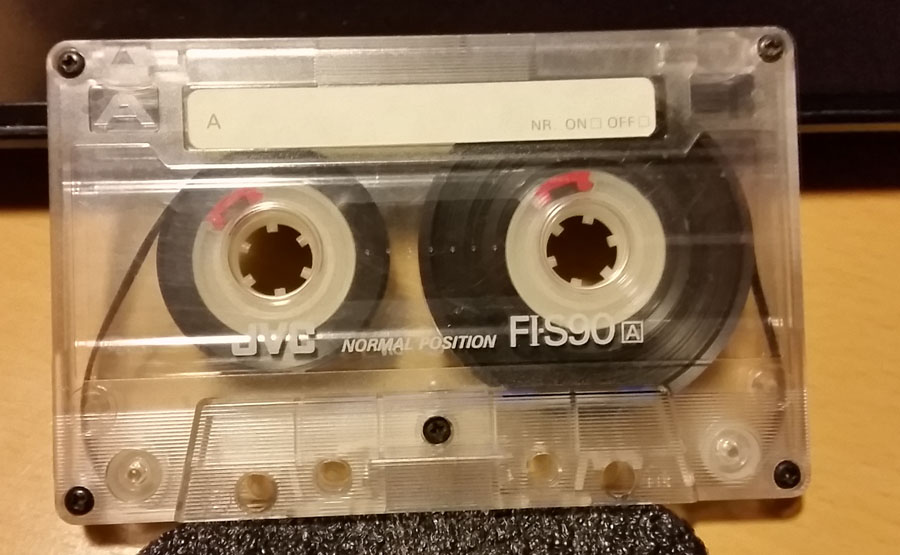 A
A
NR. ON□ OFF□
JVC
NORMAL POSITION
FI-S90 A